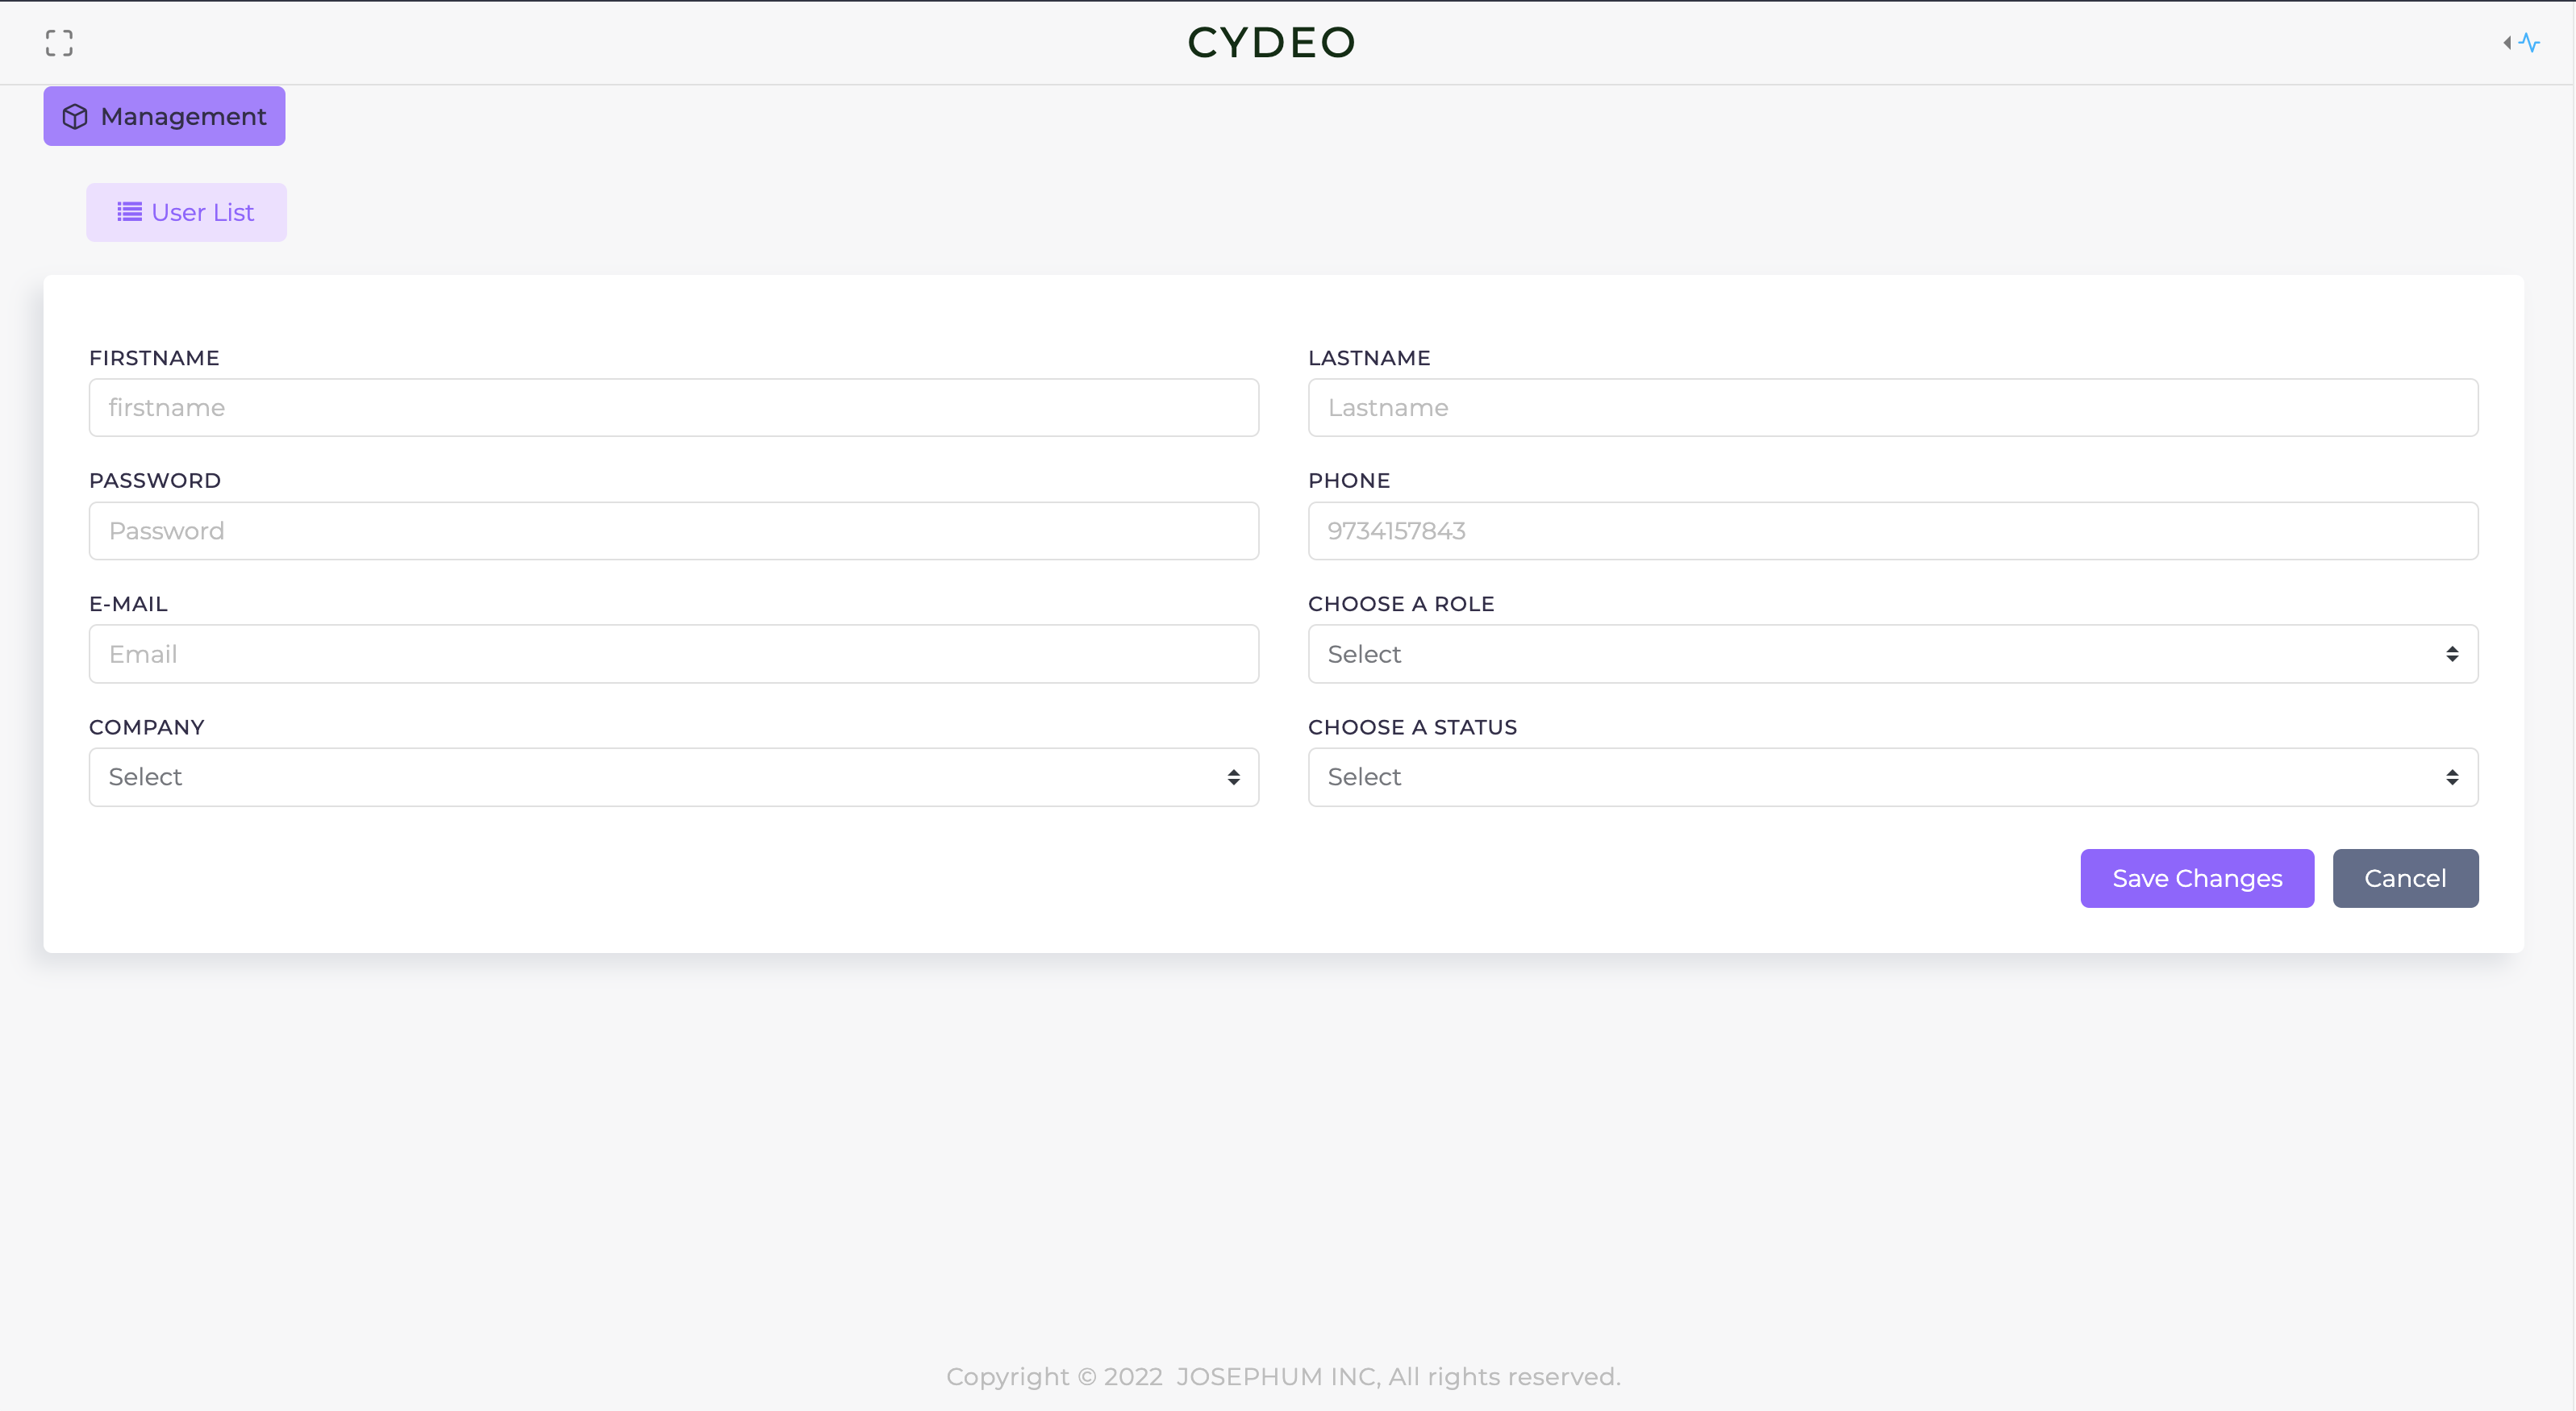 CYDEO
Management
User List
FIRSTNAME
firstname
LASTNAME
Lastname
PASSWORD
Password
PHONE
9734157843
E-MAIL
Email
CHOOSE A ROLE
Select
COMPANY
Select
CHOOSE A STATUS
Select
Save Changes
Cancel
Copyright © 2022  JOSEPHUM INC, All rights reserved.